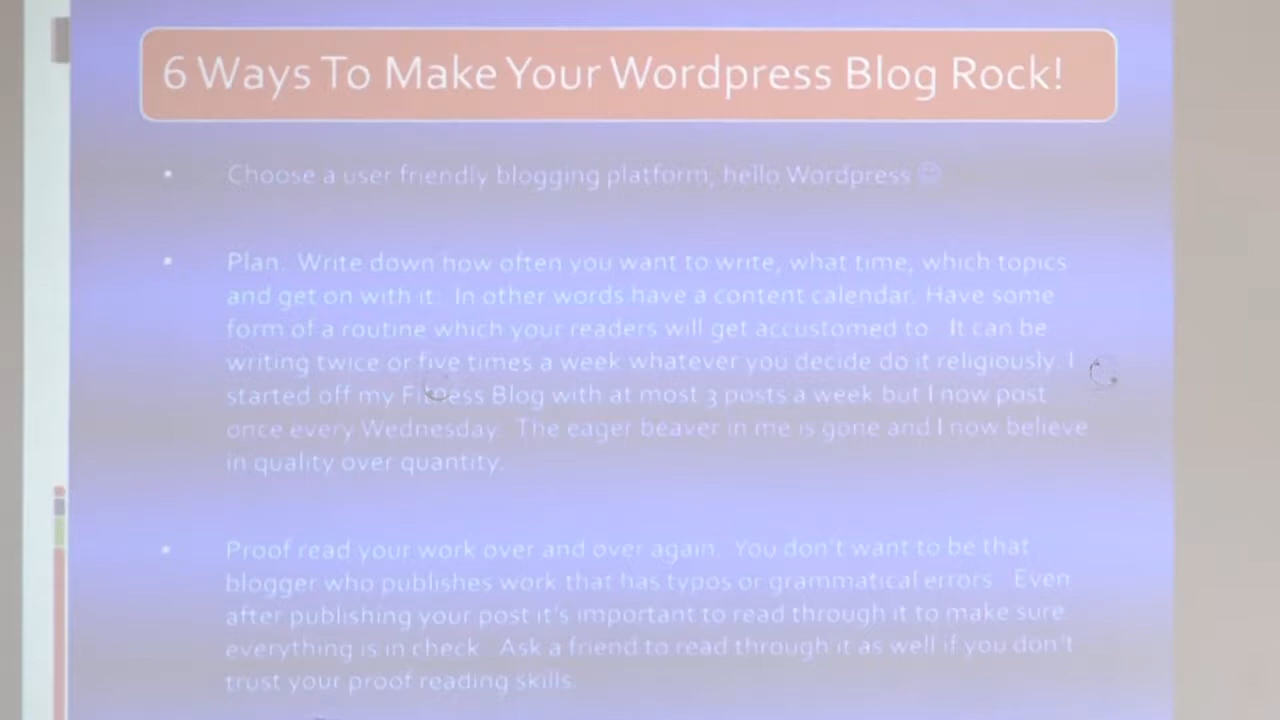 6 Ways To Make Your Wordpress Blog Rock!
• Choose a user friendly blogging platform, hello Wordpress ☺
• Plan. Write down how often you want to write, what time, which topics
and get on with it. In other words have a content calendar. Have some
form of a routine which your readers will get accustomed to. It can be
writing twice or five times a week whatever you decide do it religiously. I
started off my Fitness Blog with at most 3 posts a week but I now post
once every Wednesday. The eager beaver in me is gone and I now believe
in quality over quantity.
• Proof read your work over and over again. You don't want to be that
blogger who publishes work that has typos or grammatical errors. Even
after publishing your post it's important to read through it to make sure
everything is in check. Ask a friend to read through it as well if you don't
trust your proof reading skills.